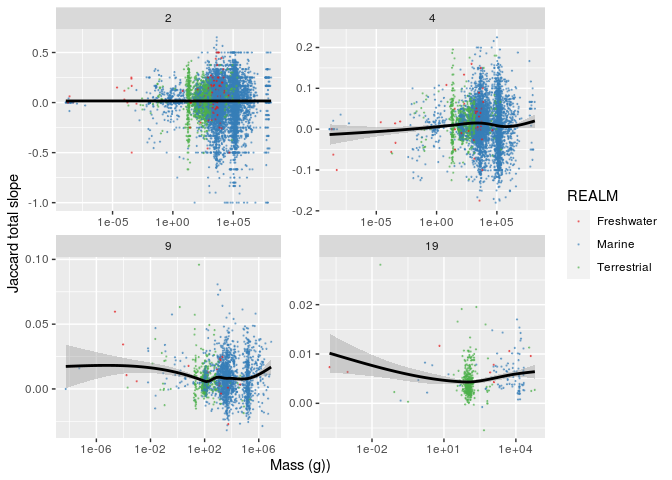 2
4
0.5
0.0
-0.5
-1.0
0.2
0.1
0.0
-0.1
-0.2
1e-05
1e+00
1e+05
1e-05
1e+00
1e+05
Jaccard total slope
9
19
0.10
0.05
0.00
0.02
0.01
0.00
1e-06
1e-02
1e+02
1e+06
1e-02
1e+01
1e+04
Mass (g))
REALM
Freshwater
Marine
Terrestrial